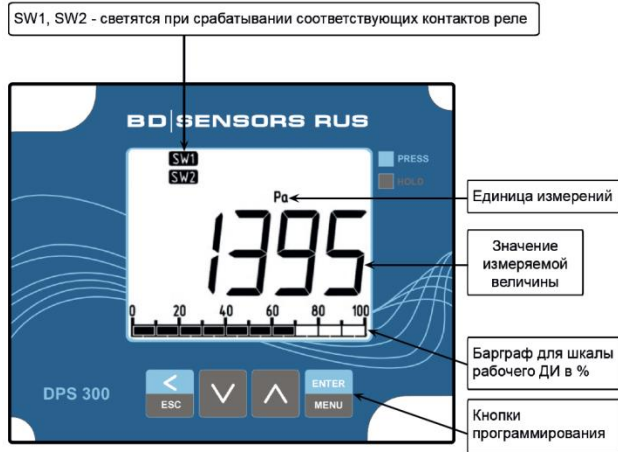 SW1, SW2 - светятся при срабатывании соответствующих контактов реле
BD|SENSORS RUS
SW1
SW2
PRESS
HOLD
Pa
Единица измерений
1395
Значение
измеряемой
величины
0 20 40 60 80 100
Барграф для шкалы
рабочего ДИ в %
DPS 300
<
ESC
ENTER
MENU
Кнопки
программирования